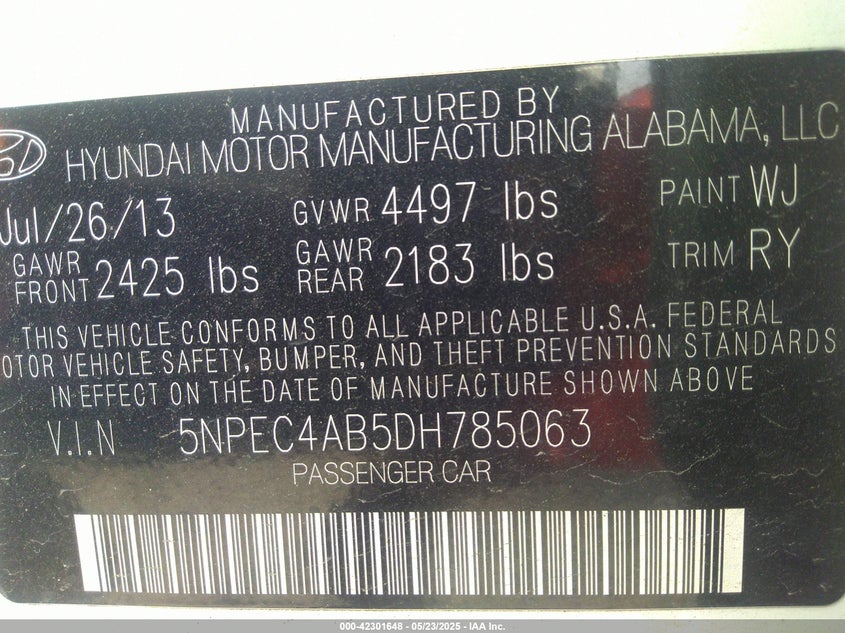 MANUFACTURED BY
HYUNDAI MOTOR MANUFACTURING ALABAMA, LLC
Jul/26/13 GVWR 4497 lbs PAINT WJ
GAWR FRONT 2425 lbs GAWR REAR 2183 lbs TRIM RY
THIS VEHICLE CONFORMS TO ALL APPLICABLE U.S.A. FEDERAL
MOTOR VEHICLE SAFETY, BUMPER, AND THEFT PREVENTION STANDARDS
IN EFFECT ON THE DATE OF MANUFACTURE SHOWN ABOVE
V.I.N 5NPEC4AB5DH785063
PASSENGER CAR
000-42301648 - 05/23/2025 - IAA Inc.